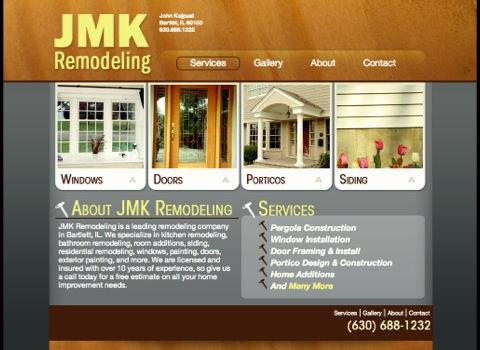 JMK
Remodeling
John Kajpust
Bartlet, IL 60103
630.688.1232
Services Gallery About Contact
WINDOWS DOORS PORTICOS SIDING
ABOUT JMK REMODELING
JMK Remodeling is a leading remodeling company
in Bartlett, IL. We specialize in kitchen remodeling,
bathroom remodeling, room additions, siding,
residential remodeling, windows, painting, doors,
exterior painting, and more. We are licensed and
insured with over 10 years of experience, so give us
a call today for a free estimate on all your home
improvement needs.
SERVICES
Pergola Construction
Window Installation
Door Framing & Install
Portico Design & Construction
Home Additions
And Many More
Services | Gallery | About | Contact
(630) 688-1232